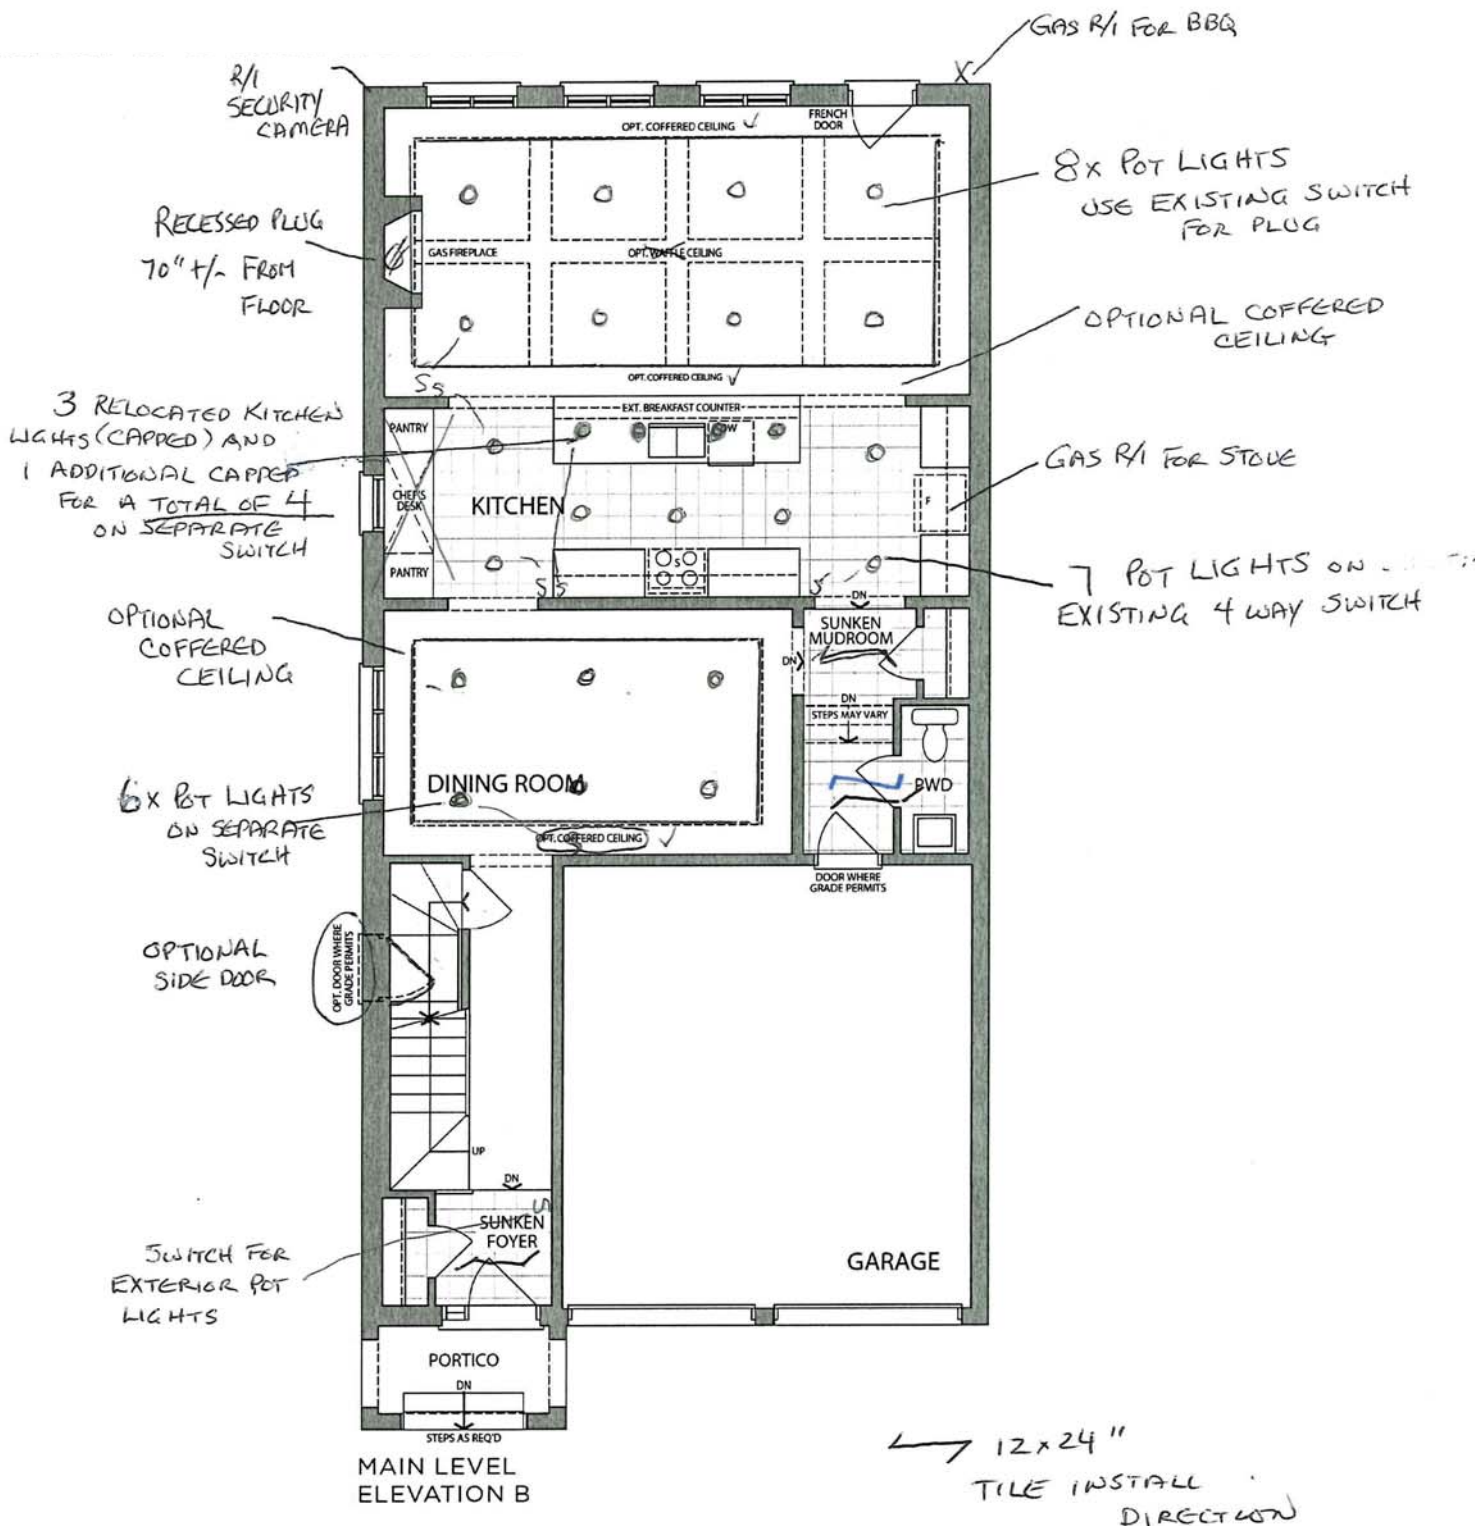 GAS R/I FOR BBQ
R/I
SECURITY
CAMERA
X
OPT. COFFERED CEILING
FRENCH
DOOR
8x POT LIGHTS
USE EXISTING SWITCH
FOR PLUG
RECESSED PLUG
70" +/- FROM
FLOOR
GAS FIREPLACE
OPT. WAFFLE CEILING
OPTIONAL COFFERED
CEILING
OPT. COFFERED CEILING
S S
3 RELOCATED KITCHEN
LIGHTS (CAPPED) AND
1 ADDITIONAL CAPPED
FOR A TOTAL OF 4
ON SEPARATE
SWITCH
EXT. BREAKFAST COUNTER
PANTRY
CHEF'S
DESK
PANTRY
KITCHEN
F
S
S S
S
GAS R/I FOR STOVE
7 POT LIGHTS ON
EXISTING 4 WAY SWITCH
DN
SUNKEN
MUDROOM
DN
DN
STEPS MAY VARY
OPTIONAL
COFFERED
CEILING
DINING ROOM
PWD
6x POT LIGHTS
ON SEPARATE
SWITCH
OPT. COFFERED CEILING
DOOR WHERE
GRADE PERMITS
OPTIONAL
SIDE DOOR
OPT. DOOR WHERE
GRADE PERMITS
UP
DN
S
SUNKEN
FOYER
SWITCH FOR
EXTERIOR POT
LIGHTS
GARAGE
PORTICO
DN
STEPS AS REQ'D
MAIN LEVEL
ELEVATION B
12x24"
TILE INSTALL
DIRECTION